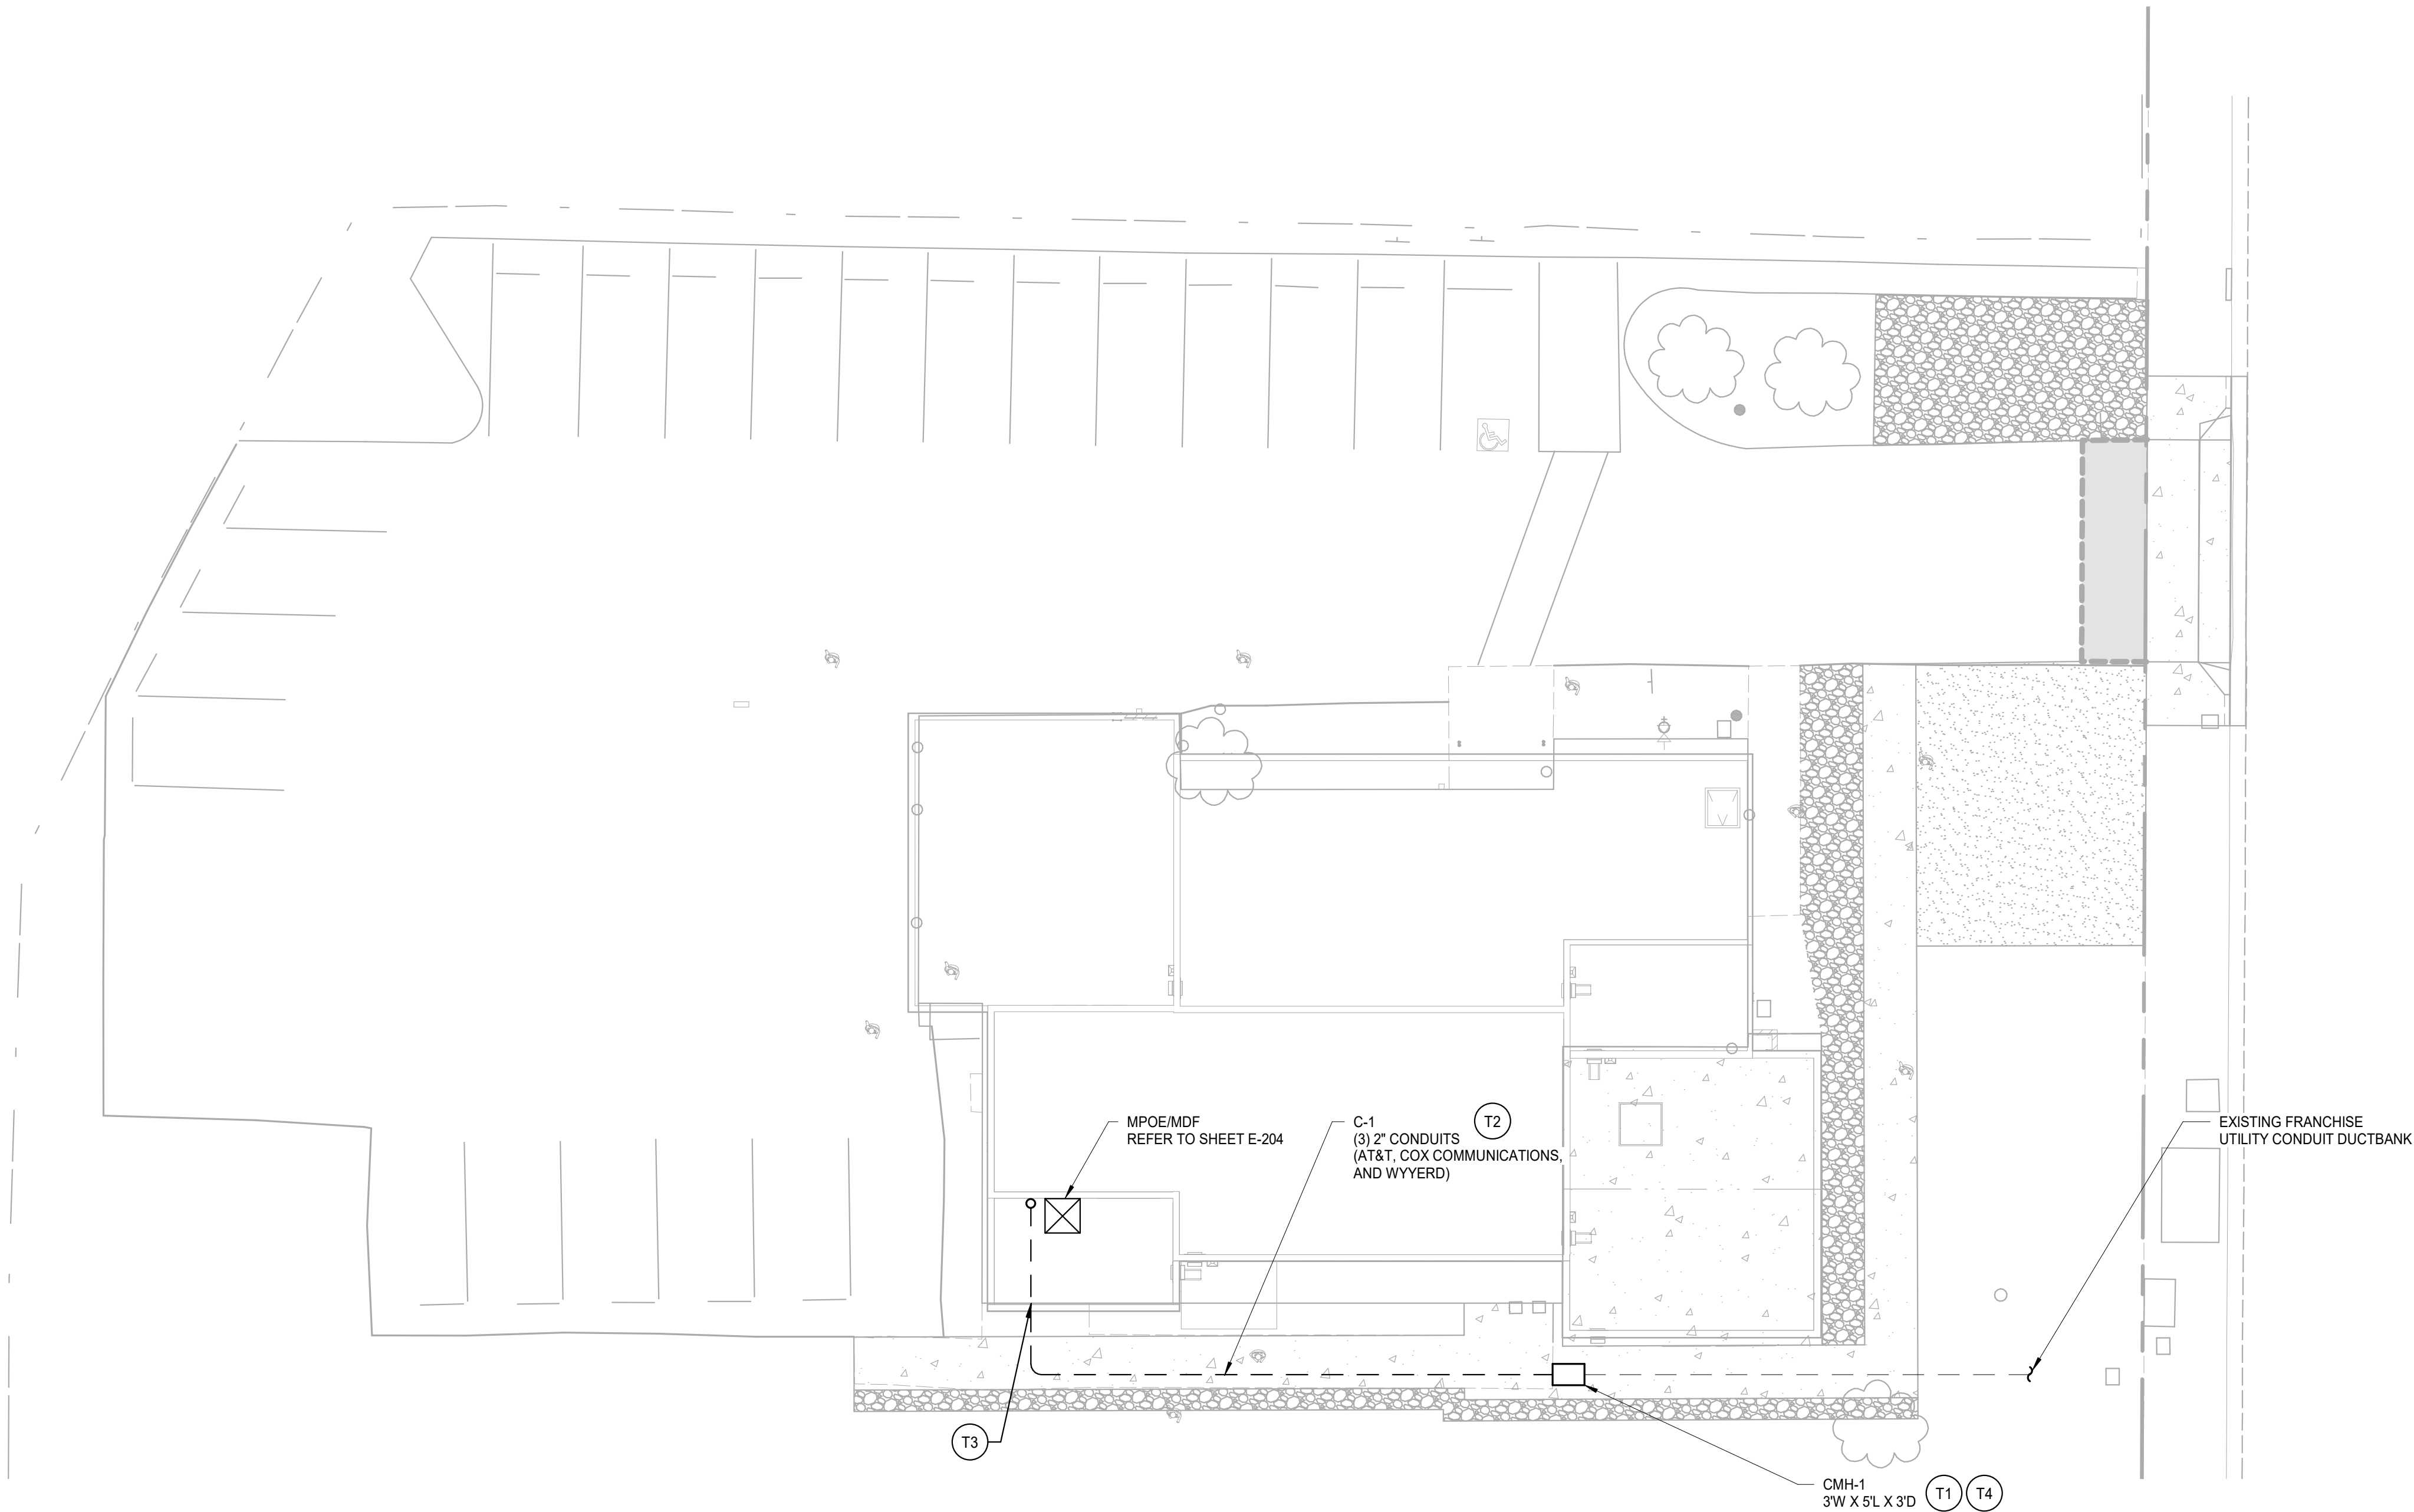 MPOE/MDF
REFER TO SHEET E-204
C-1
(3) 2" CONDUITS
(AT&T, COX COMMUNICATIONS,
AND WYYERD)
T2
EXISTING FRANCHISE
UTILITY CONDUIT DUCTBANK
T3
CMH-1
3'W X 5'L X 3'D
T1
T4